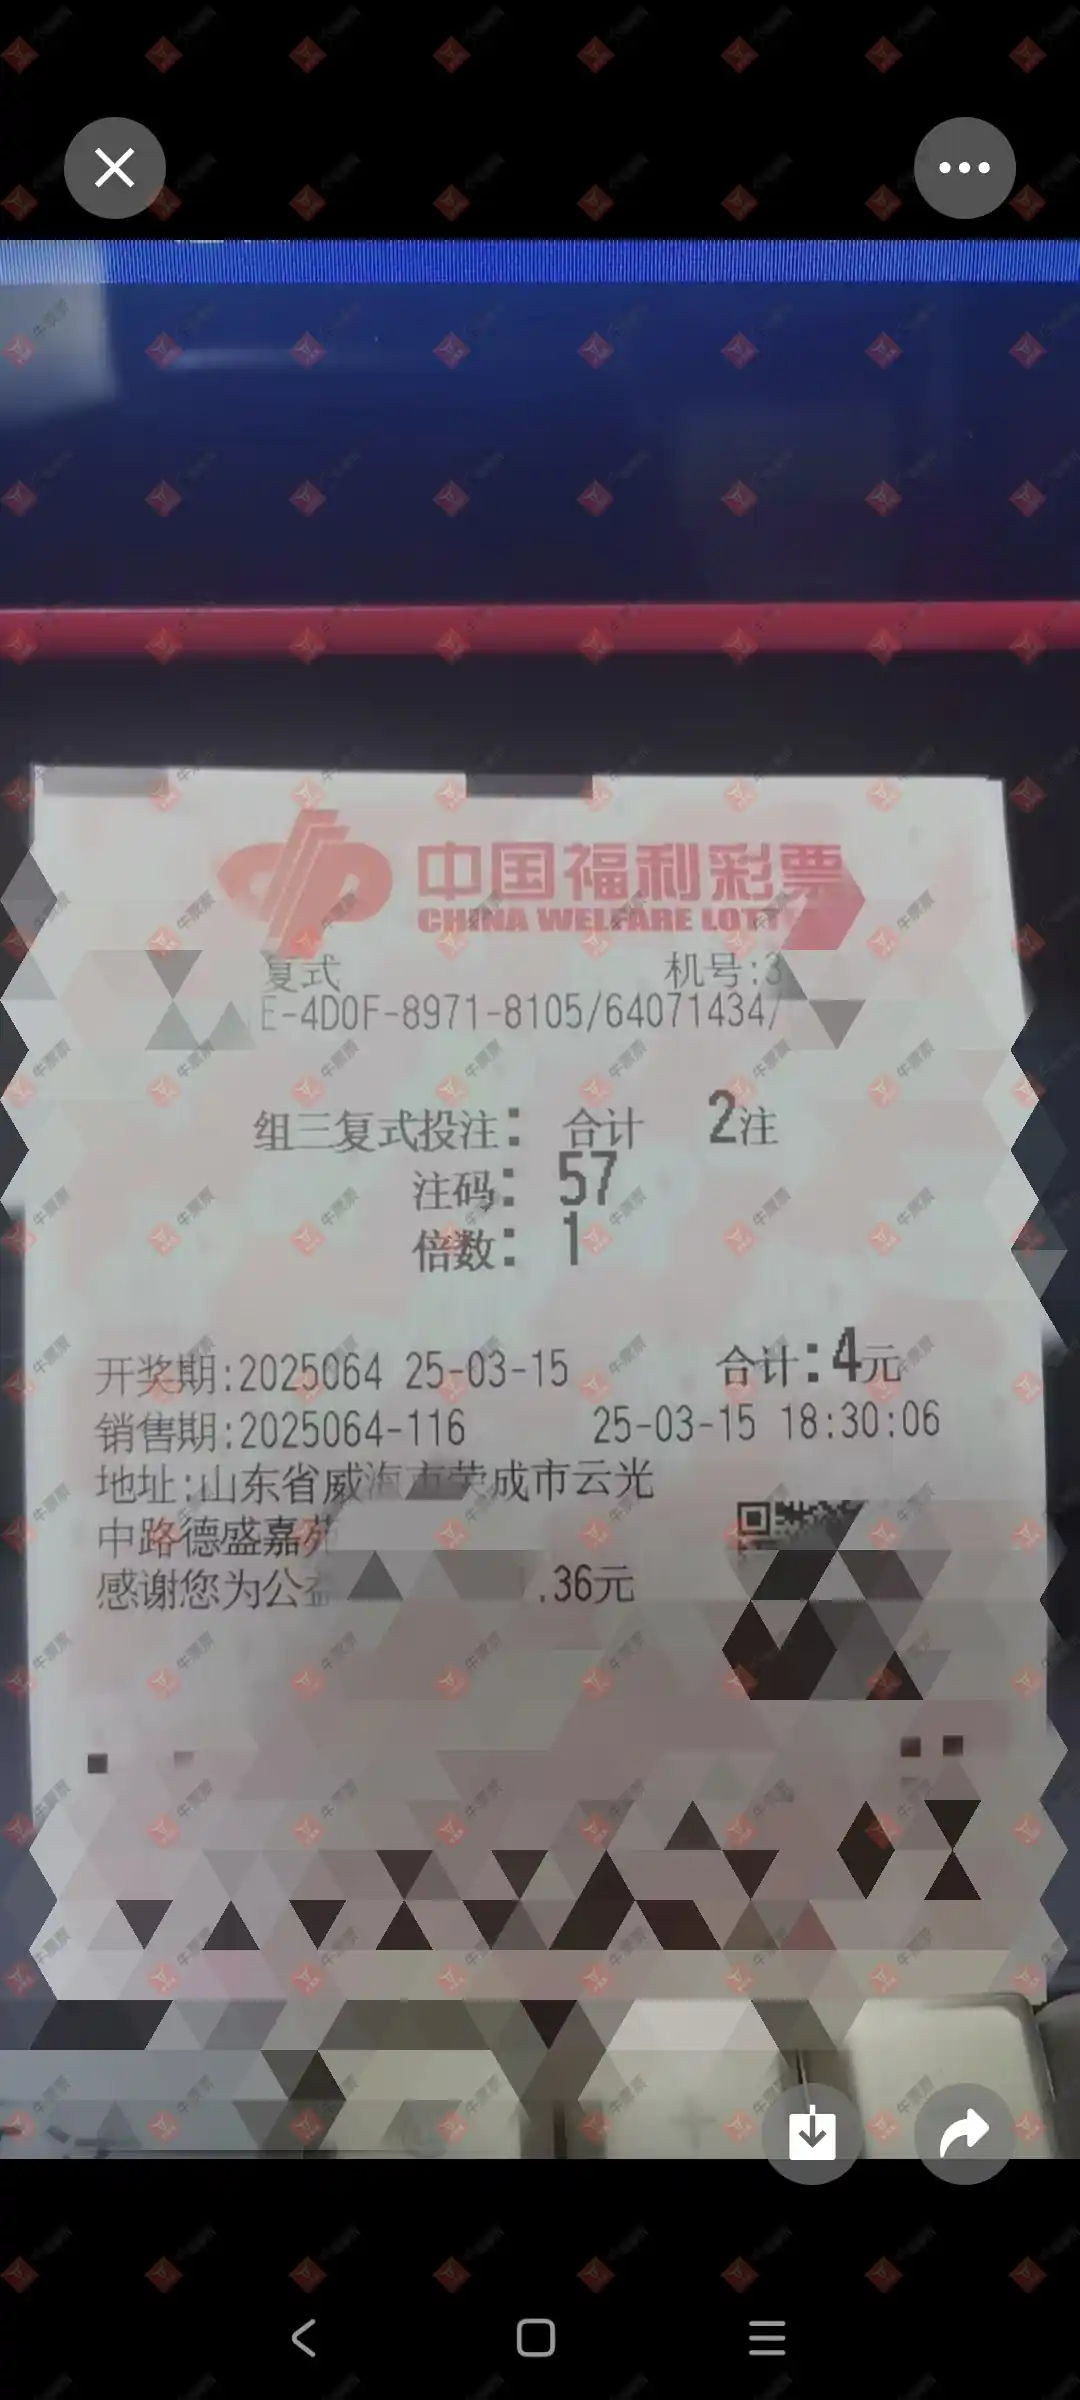 中国福利彩票
CHINA WELFARE LOTT
复式 机号:3
E-4D0F-8971-8105/64071434/
组三复式投注: 合计 2注
注码: 57
倍数: 1
开奖期:2025064 25-03-15 合计:4元
销售期:2025064-116 25-03-15 18:30:06
地址:山东省威海市荣成市云光
中路德盛嘉苑
感谢您为公益 .36元
牛票票